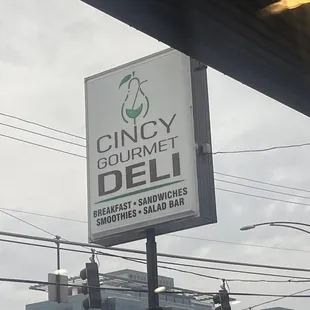 CINCY
GOURMET
DELI
BREAKFAST • SANDWICHES
SMOOTHIES • SALAD BAR